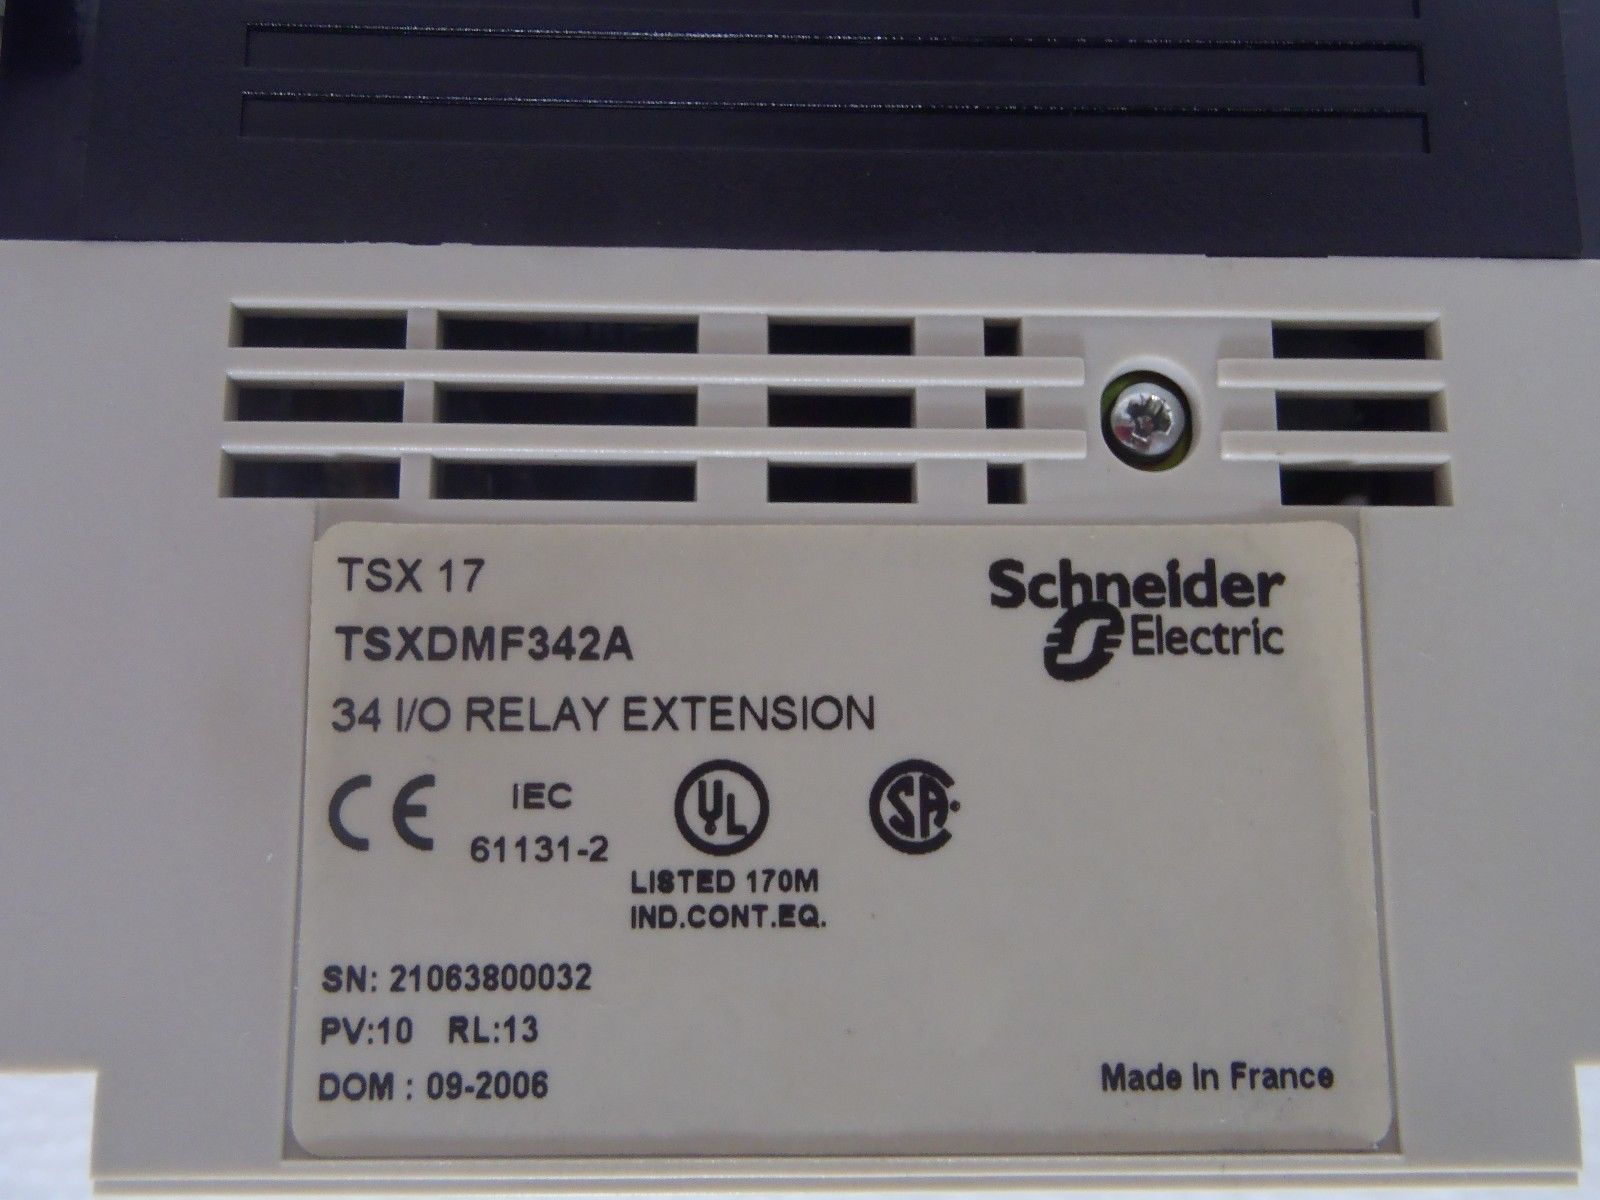 TSX 17
Schneider
Electric
TSXDMF342A
34 I/O RELAY EXTENSION
CE
IEC
61131-2
UL
SA
LISTED 170M
IND.CONT.EQ.
SN: 21063800032
PV:10 RL:13
DOM : 09-2006
Made In France